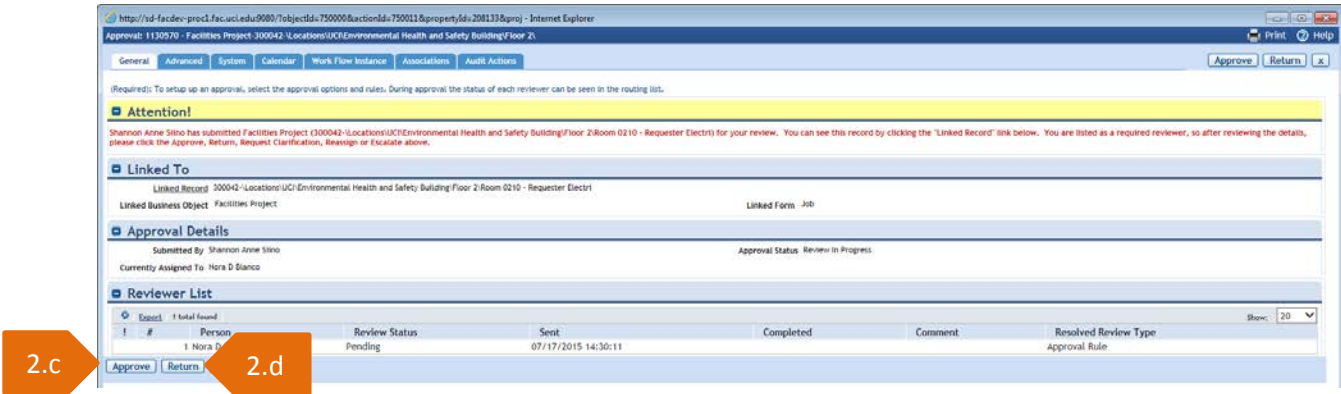 http://sd-facdev-proc1.fac.uci.edu:9080/?objectId=750000&actionId=750011&propertyId=208133&proj - Internet Explorer
Approval: 1130570 - Facilities Project-300042-\Locations\UCI\Environmental Health and Safety Building\Floor 2\
Print Help
General Advanced System Calendar Work Flow Instance Associations Audit Actions Approve Return x
(Required): To setup up an approval, select the approval options and rules. During approval the status of each reviewer can be seen in the routing list.
Attention!
Shannon Anne Siino has submitted Facilities Project (300042-\Locations\UCI\Environmental Health and Safety Building\Floor 2\Room 0210 - Requester Electri) for your review. You can see this record by clicking the "Linked Record" link below. You are listed as a required reviewer, so after reviewing the details,
please click the Approve, Return, Request Clarification, Reassign or Escalate above.
Linked To
Linked Record 300042-\Locations\UCI\Environmental Health and Safety Building\Floor 2\Room 0210 - Requester Electri
Linked Business Object Facilities Project Linked Form Job
Approval Details
Submitted By Shannon Anne Siino Approval Status Review In Progress
Currently Assigned To Nora D Bianco
Reviewer List
Export 1 total found Show: 20
! # Person Review Status Sent Completed Comment Resolved Review Type
1 Nora D Pending 07/17/2015 14:30:11 Approval Rule
2.c Approve Return 2.d